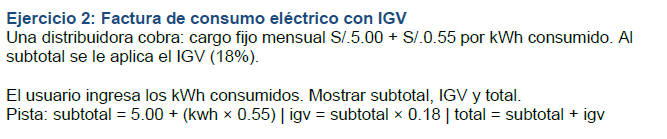 Ejercicio 2: Factura de consumo eléctrico con IGV
Una distribuidora cobra: cargo fijo mensual S/.5.00 + S/.0.55 por kWh consumido. Al
subtotal se le aplica el IGV (18%).
El usuario ingresa los kWh consumidos. Mostrar subtotal, IGV y total.
Pista: subtotal = 5.00 + (kwh × 0.55) | igv = subtotal × 0.18 | total = subtotal + igv